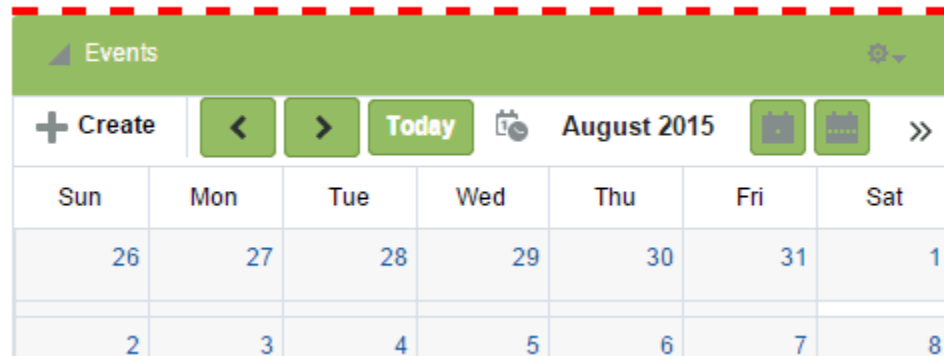 Events
Create Today August 2015 »
Sun Mon Tue Wed Thu Fri Sat
26 27 28 29 30 31 1
2 3 4 5 6 7 8